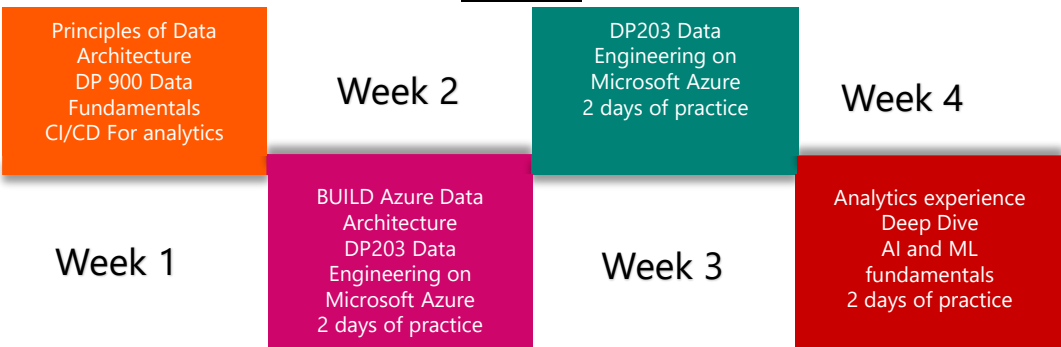 Principles of Data
Architecture
DP 900 Data
Fundamentals
CI/CD For analytics
Week 1
Week 2
BUILD Azure Data
Architecture
DP203 Data
Engineering on
Microsoft Azure
2 days of practice
DP203 Data
Engineering on
Microsoft Azure
2 days of practice
Week 3
Week 4
Analytics experience
Deep Dive
AI and ML
fundamentals
2 days of practice